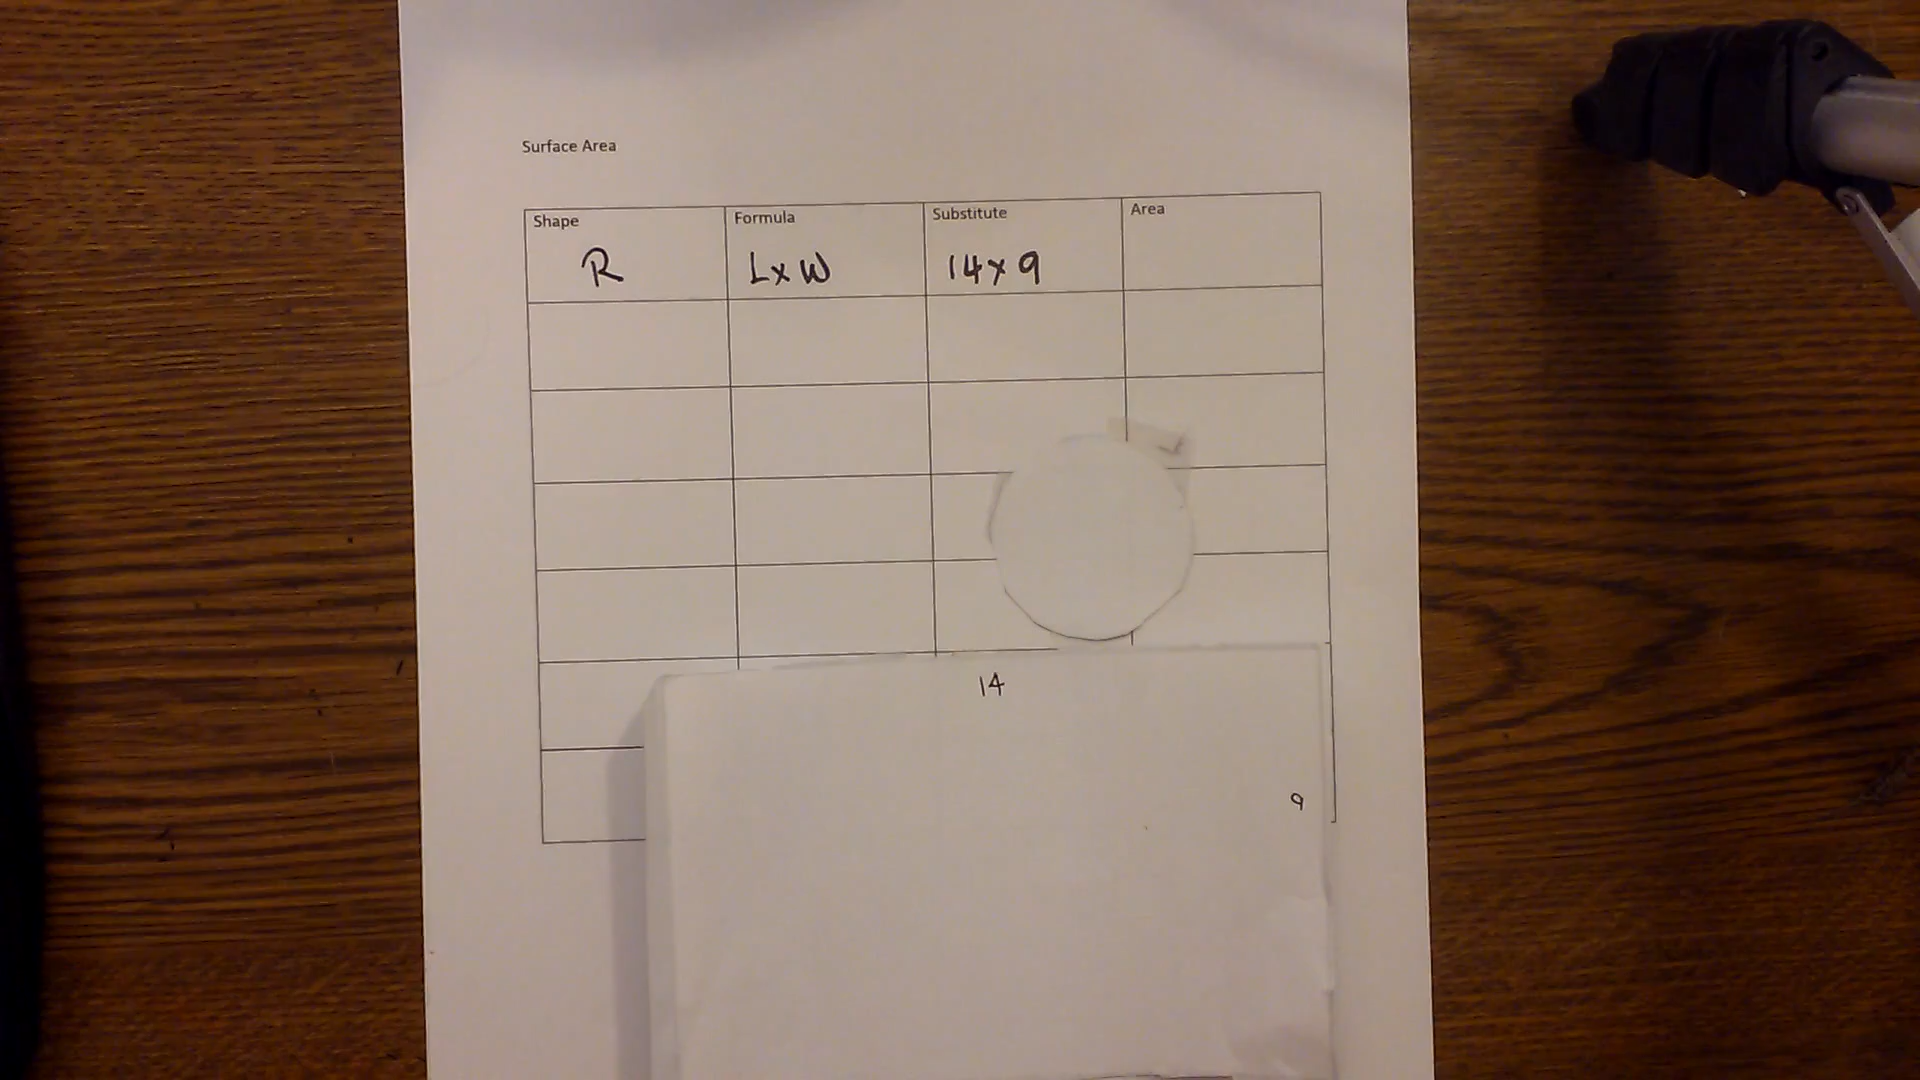 Surface Area
Shape Formula Substitute Area
R L x W 14 x 9
14
9